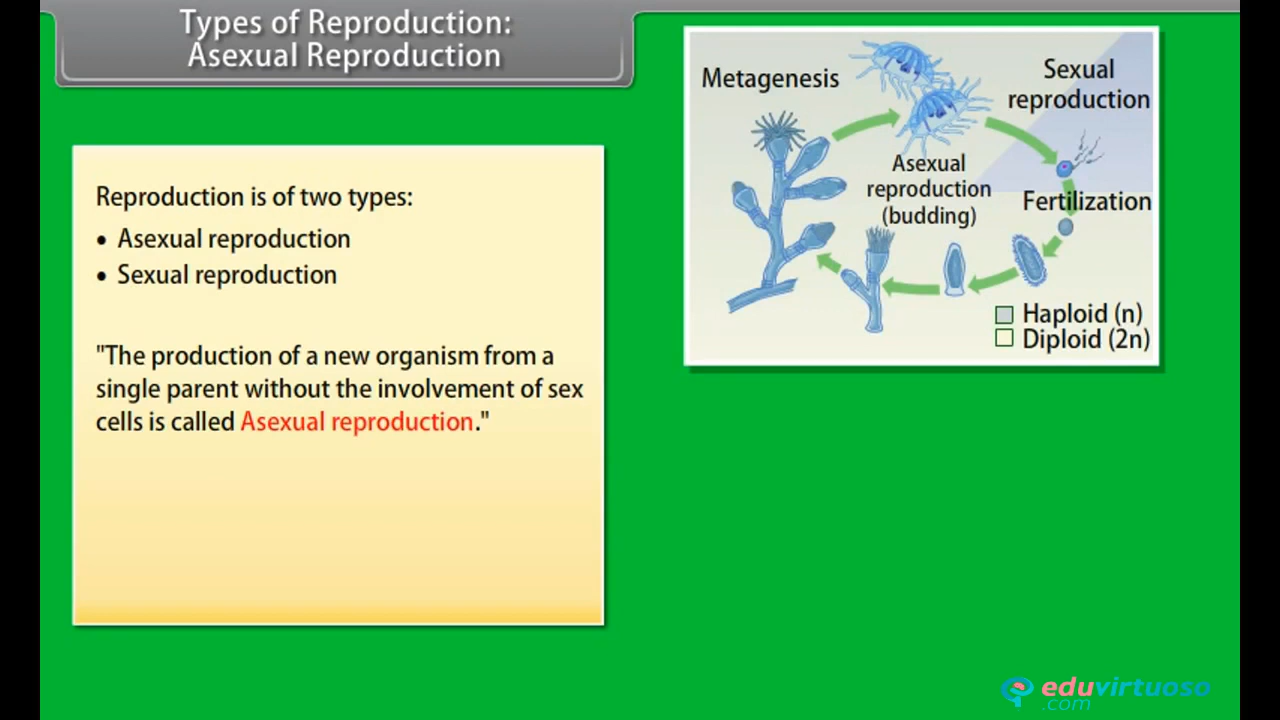 Types of Reproduction:
Asexual Reproduction
Reproduction is of two types:
• Asexual reproduction
• Sexual reproduction
"The production of a new organism from a
single parent without the involvement of sex
cells is called Asexual reproduction."
Metagenesis
Sexual
reproduction
Asexual
reproduction
(budding)
Fertilization
Haploid (n)
Diploid (2n)
eduvirtuoso
.com